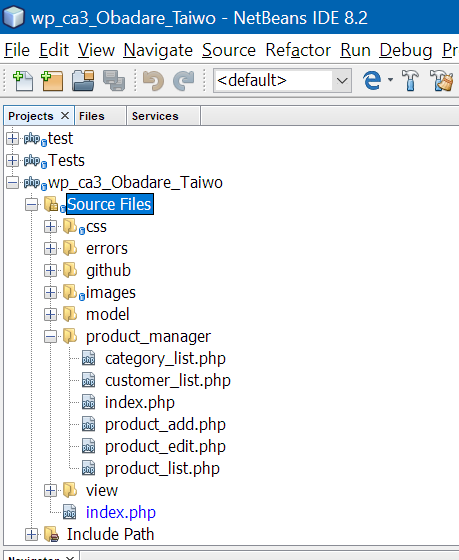 wp_ca3_Obadare_Taiwo - NetBeans IDE 8.2
File Edit View Navigate Source Refactor Run Debug P
<default>
Projects Files Services
test
Tests
wp_ca3_Obadare_Taiwo
Source Files
css
errors
github
images
model
product_manager
category_list.php
customer_list.php
index.php
product_add.php
product_edit.php
product_list.php
view
index.php
Include Path